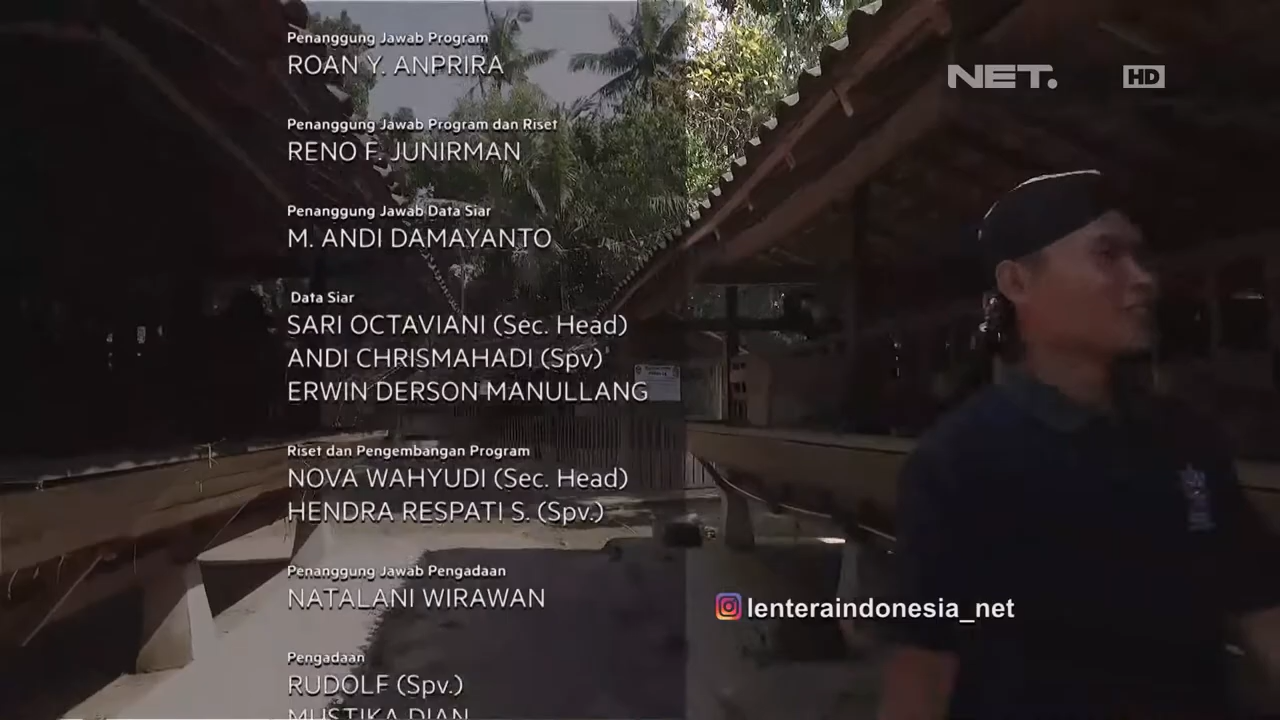 Penanggung Jawab Program
ROAN Y. ANPRIRA
NET.
HD
Penanggung Jawab Program dan Riset
RENO F. JUNIRMAN
Penanggung Jawab Data Siar
M. ANDI DAMAYANTO
Data Siar
SARI OCTAVIANI (Sec. Head)
ANDI CHRISMAHADI (Spv)
ERWIN DERSON MANULLANG
Riset dan Pengembangan Program
NOVA WAHYUDI (Sec. Head)
HENDRA RESPATI S. (Spv.)
Penanggung Jawab Pengadaan
NATALANI WIRAWAN
lenteraindonesia_net
Pengadaan
RUDOLF (Spv.)
MUSTIKA DIAN